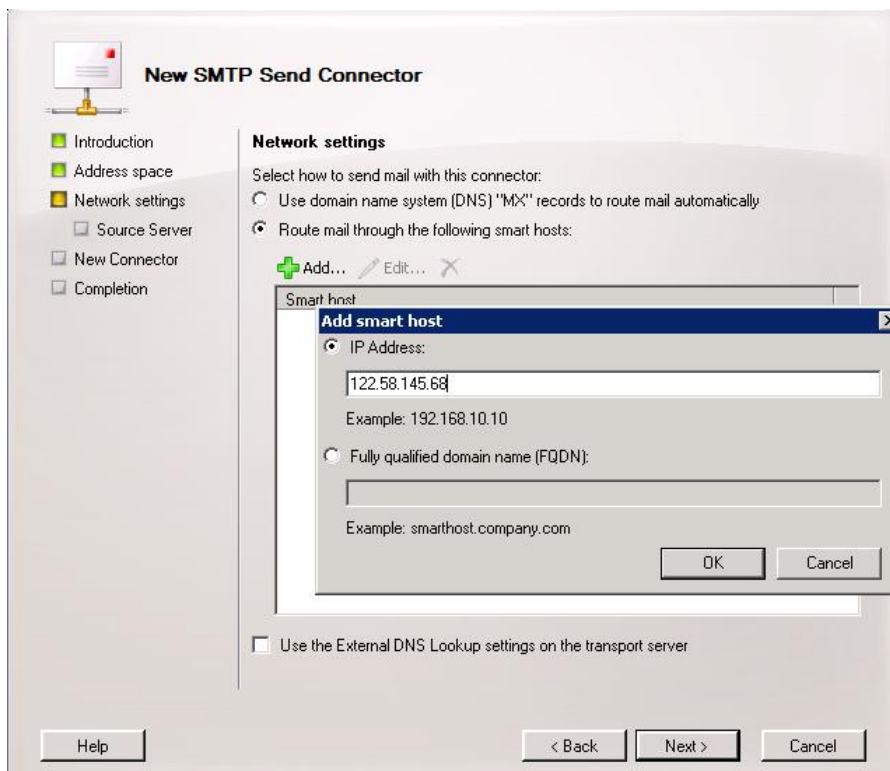 New SMTP Send Connector
Introduction
Address space
Network settings
Source Server
New Connector
Completion
Network settings
Select how to send mail with this connector:
Use domain name system (DNS) "MX" records to route mail automatically
Route mail through the following smart hosts:
Add... Edit...
Smart host
Add smart host
IP Address:
122.58.145.68
Example: 192.168.10.10
Fully qualified domain name (FQDN):
Example: smarthost.company.com
OK Cancel
Use the External DNS Lookup settings on the transport server
Help < Back Next > Cancel